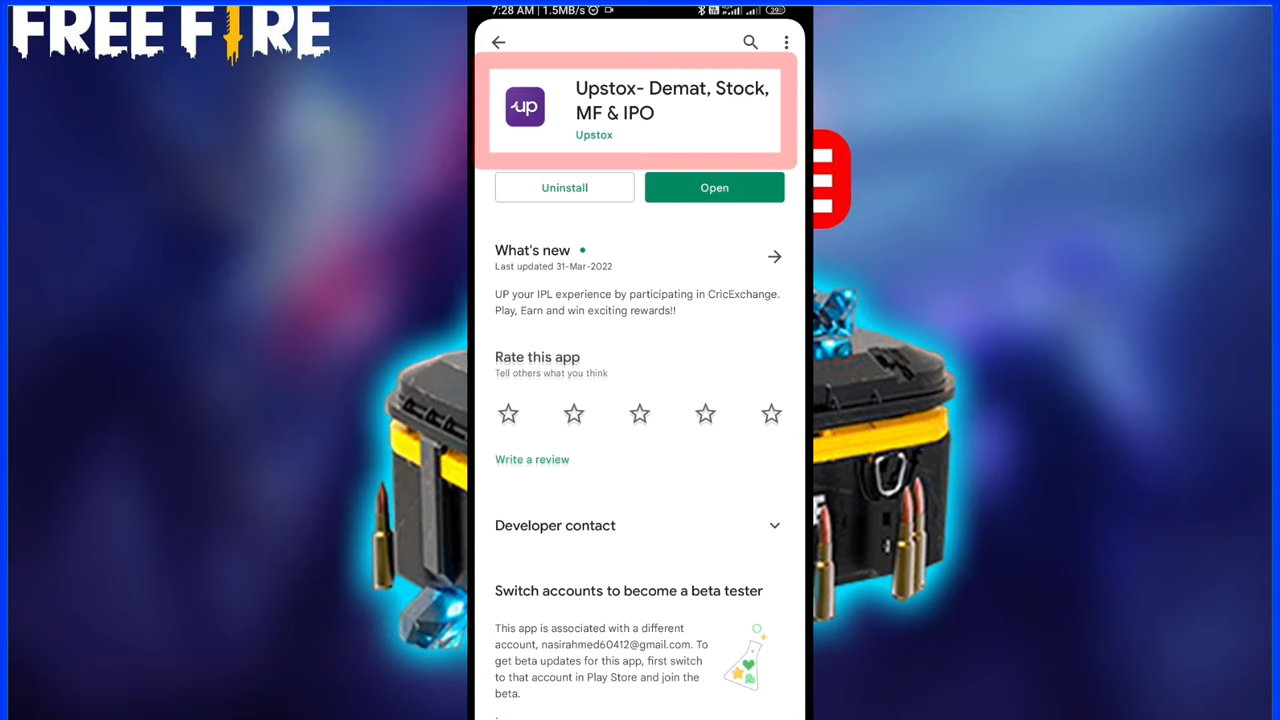 FREE FIRE
7:28 AM | 1.5MB/s
39
Upstox- Demat, Stock,
MF & IPO
up
Upstox
Uninstall
Open
What's new
Last updated 31-Mar-2022
UP your IPL experience by participating in CricExchange.
Play, Earn and win exciting rewards!!
Rate this app
Tell others what you think
Write a review
Developer contact
Switch accounts to become a beta tester
This app is associated with a different
account, nasirahmed60412@gmail.com. To
get beta updates for this app, first switch
to that account in Play Store and join the
beta.